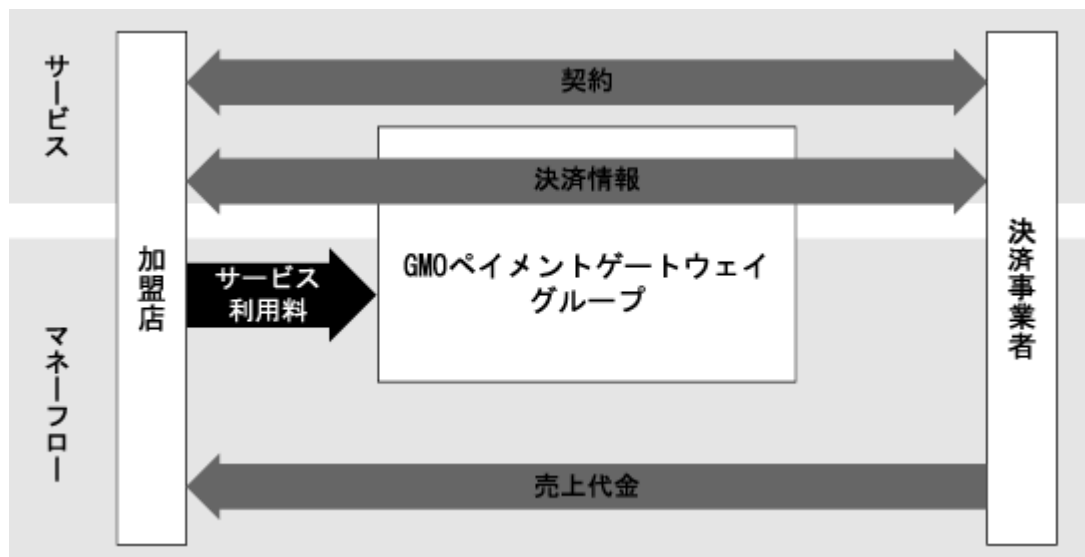 サービス
契約
決済情報
加盟店
GMOペイメントゲートウェイ
グループ
サービス
利用料
決済事業者
マネーフロー
売上代金